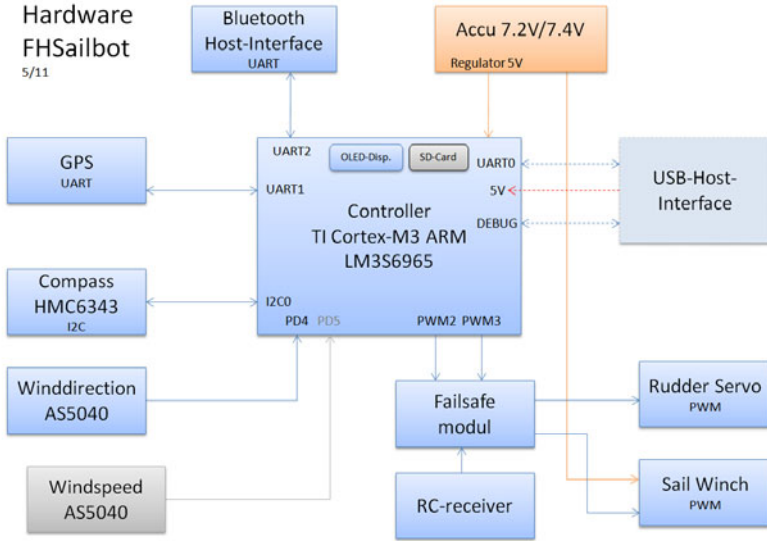 Hardware
FHSailbot
5/11
Bluetooth
Host-Interface
UART
Accu 7.2V/7.4V
Regulator 5V
GPS
UART
UART2
OLED-Disp.
SD-Card
UART0
UART1
5V
Controller
TI Cortex-M3 ARM
LM3S6965
DEBUG
USB-Host-
Interface
Compass
HMC6343
I2C
I2C0
PD4
PD5
PWM2
PWM3
Winddirection
AS5040
Failsafe
modul
Rudder Servo
PWM
Windspeed
AS5040
RC-receiver
Sail Winch
PWM